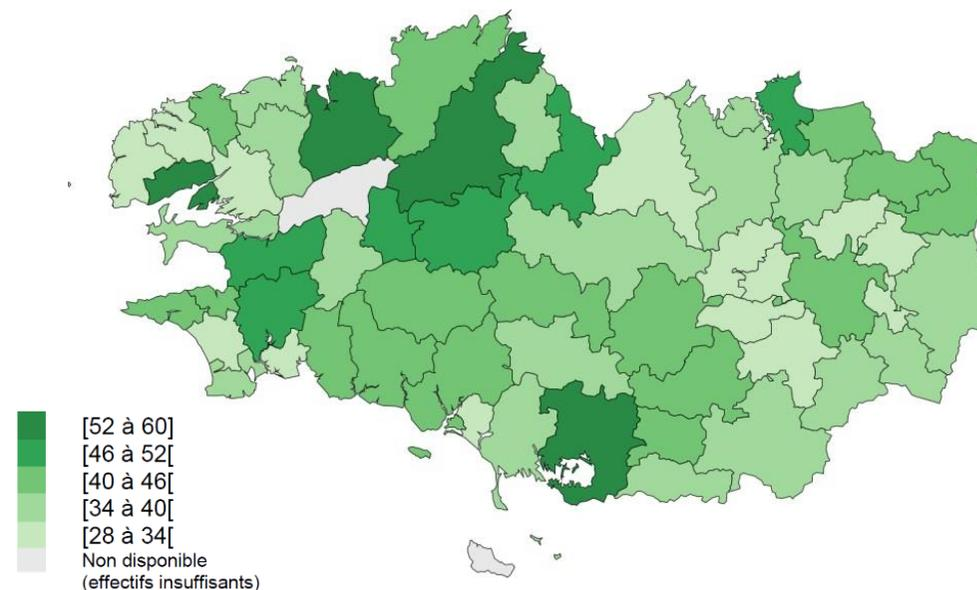 [52 à 60]
[46 à 52[
[40 à 46[
[34 à 40[
[28 à 34[
Non disponible
(effectifs insuffisants)